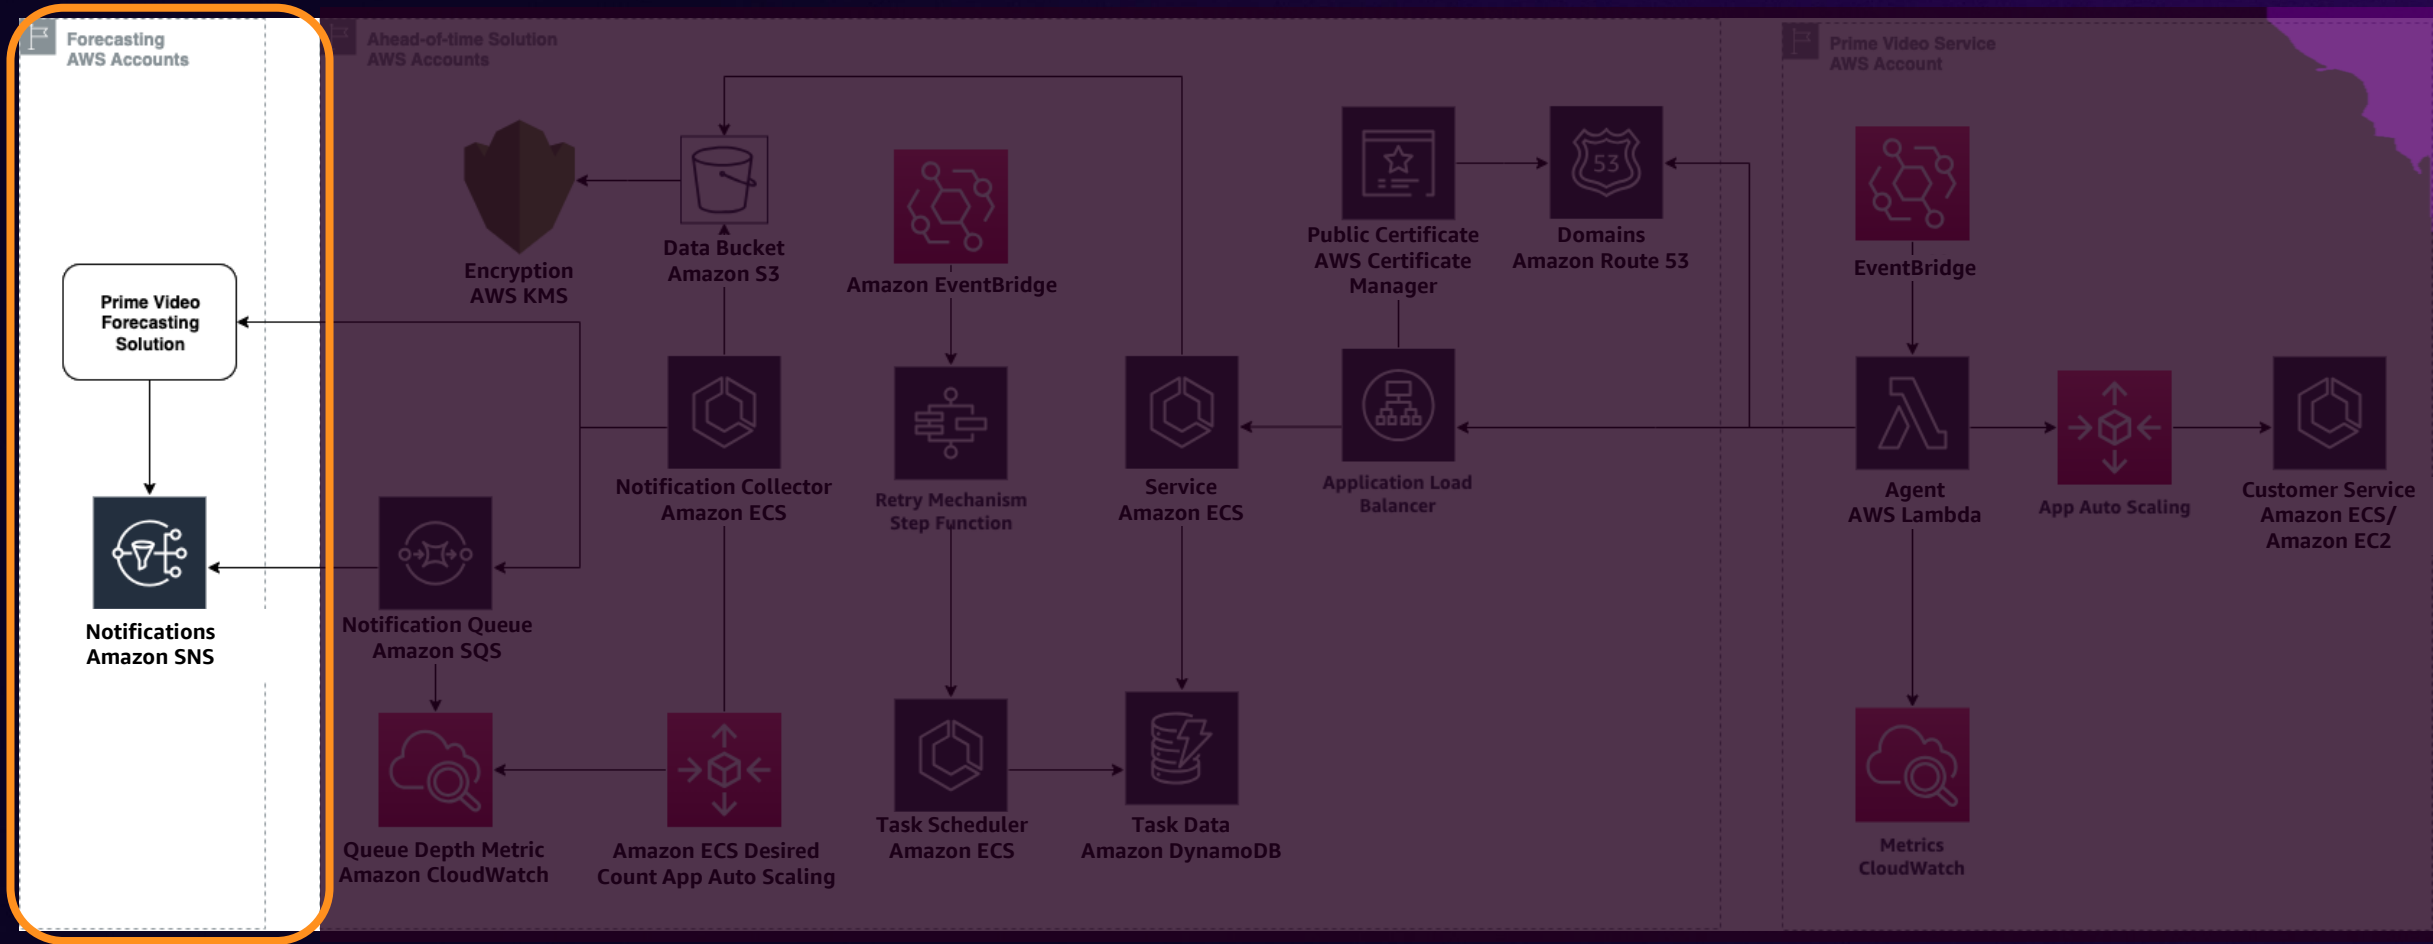 Forecasting
AWS Accounts
Prime Video
Forecasting
Solution
Notifications
Amazon SNS
Ahead-of-time Solution
AWS Accounts
Encryption
AWS KMS
Data Bucket
Amazon S3
Amazon EventBridge
Notification Collector
Amazon ECS
Retry Mechanism
Step Function
Notification Queue
Amazon SQS
Queue Depth Metric
Amazon CloudWatch
Amazon ECS Desired
Count App Auto Scaling
Task Scheduler
Amazon ECS
Task Data
Amazon DynamoDB
Service
Amazon ECS
Public Certificate
AWS Certificate
Manager
53
Domains
Amazon Route 53
Application Load
Balancer
Prime Video Service
AWS Account
EventBridge
Agent
AWS Lambda
App Auto Scaling
Customer Service
Amazon ECS/
Amazon EC2
Metrics
CloudWatch